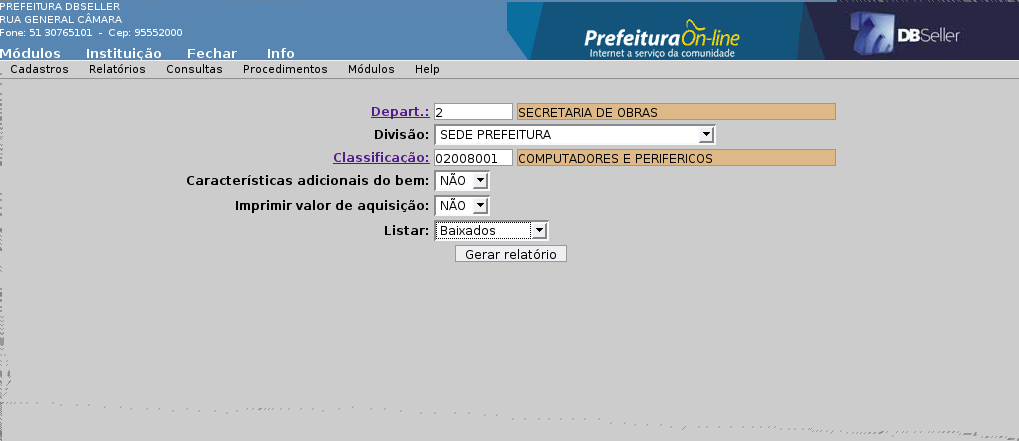 PREFEITURA DBSELLER
RUA GENERAL CÂMARA
Fone: 51 30765101 - Cep: 95552000
Módulos Instituição Fechar Info
PrefeituraOn-line
Internet a serviço da comunidade
DBSeller
Cadastros Relatórios Consultas Procedimentos Módulos Help
Depart.: 2 SECRETARIA DE OBRAS
Divisão: SEDE PREFEITURA
Classificação: 02008001 COMPUTADORES E PERIFERICOS
Características adicionais do bem: NÃO
Imprimir valor de aquisição: NÃO
Listar: Baixados
Gerar relatório